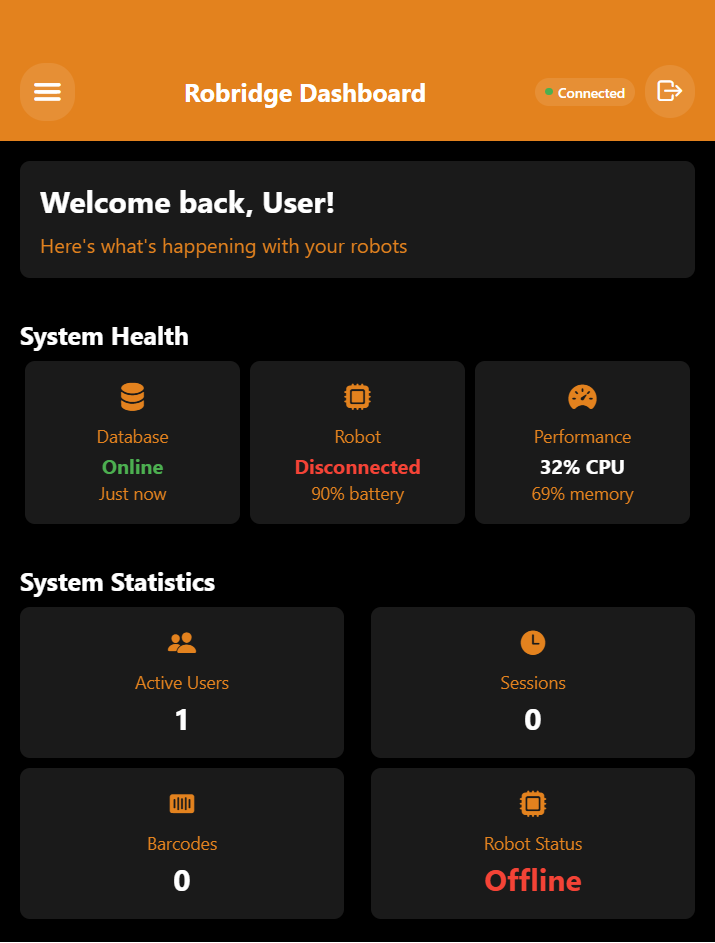 Robridge Dashboard
Connected
Welcome back, User!
Here's what's happening with your robots
System Health
Database
Online
Just now
Robot
Disconnected
90% battery
Performance
32% CPU
69% memory
System Statistics
Active Users
1
Sessions
0
Barcodes
0
Robot Status
Offline